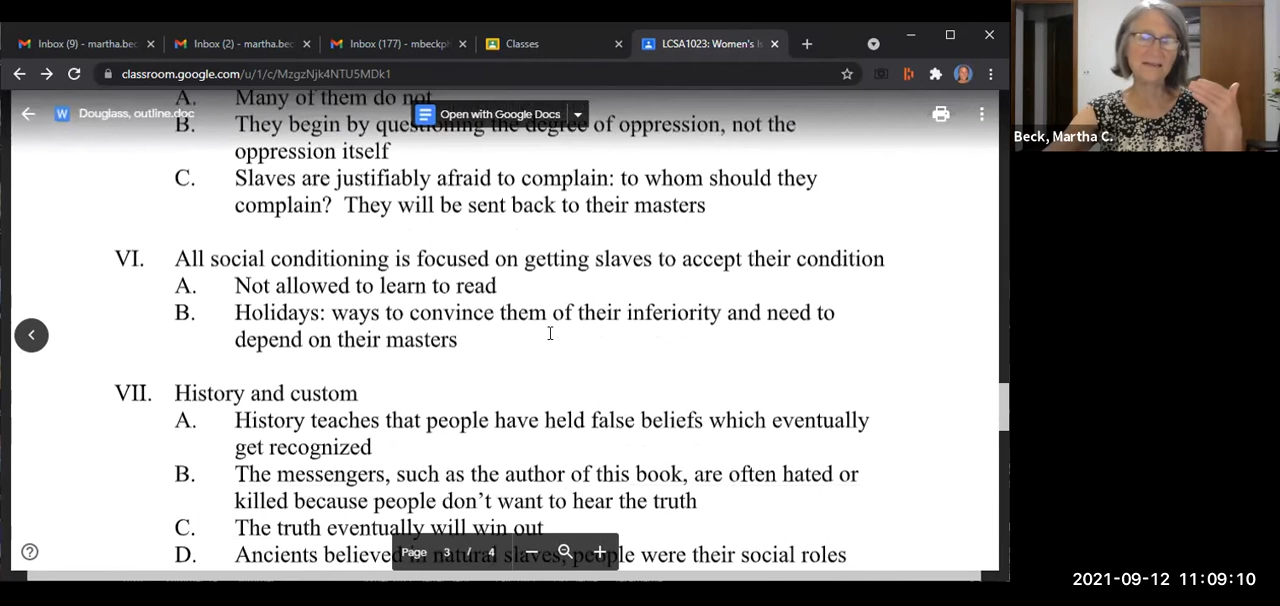 Inbox (9) - martha.bec
Inbox (2) - martha.bec
Inbox (177) - mbeckph
Classes
LCSA1023: Women's Is
classroom.google.com/u/1/c/MzgzNjk4NTU5MDk1
Douglass, outline.doc
Open with Google Docs
A. Many of them do not
B. They begin by questioning the degree of oppression, not the
oppression itself
C. Slaves are justifiably afraid to complain: to whom should they
complain? They will be sent back to their masters
VI. All social conditioning is focused on getting slaves to accept their condition
A. Not allowed to learn to read
B. Holidays: ways to convince them of their inferiority and need to
depend on their masters
VII. History and custom
A. History teaches that people have held false beliefs which eventually
get recognized
B. The messengers, such as the author of this book, are often hated or
killed because people don't want to hear the truth
C. The truth eventually will win out
D. Ancients believed in natural slaves, people were their social roles
Page 3 / 4
Beck, Martha C.
2021-09-12 11:09:10